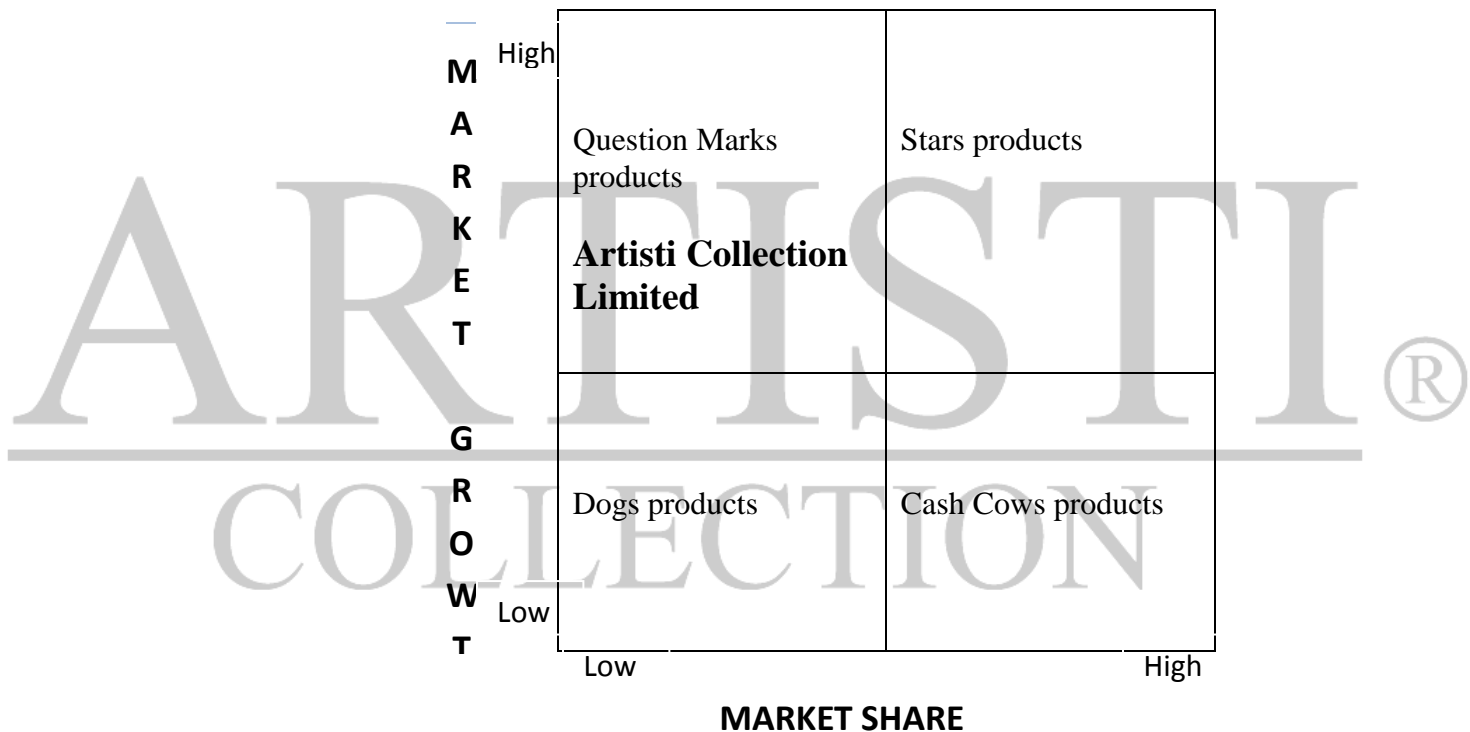 High
M
A
R
K
E
T
G
R
O
W
T
Question Marks
products
Artisti Collection
Limited
Stars products
Dogs products
Cash Cows products
Low
Low
High
MARKET SHARE
ARTISTI®
COLLECTION